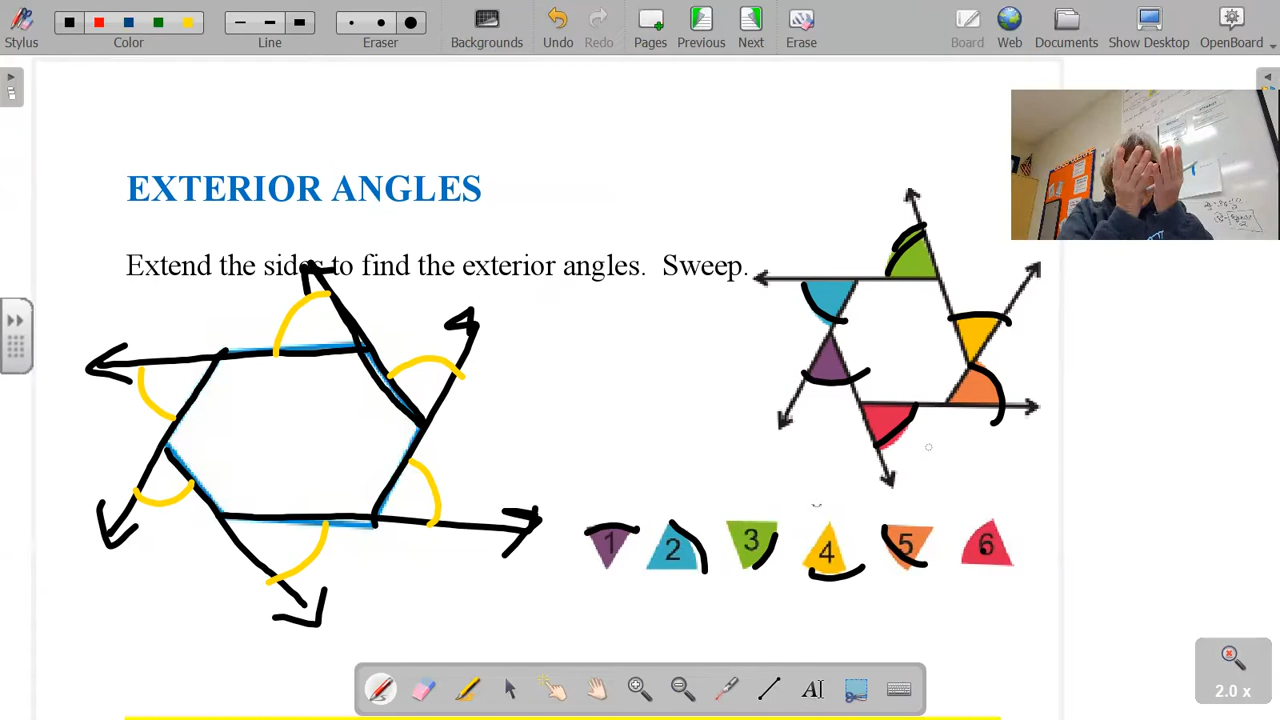 Stylus
Color
Line
Eraser
Backgrounds
Undo
Redo
Pages
Previous
Next
Erase
Board
Web
Documents
Show Desktop
OpenBoard
EXTERIOR ANGLES
Extend the sides to find the exterior angles. Sweep.
1 2 3 4 5 6
2.0 x